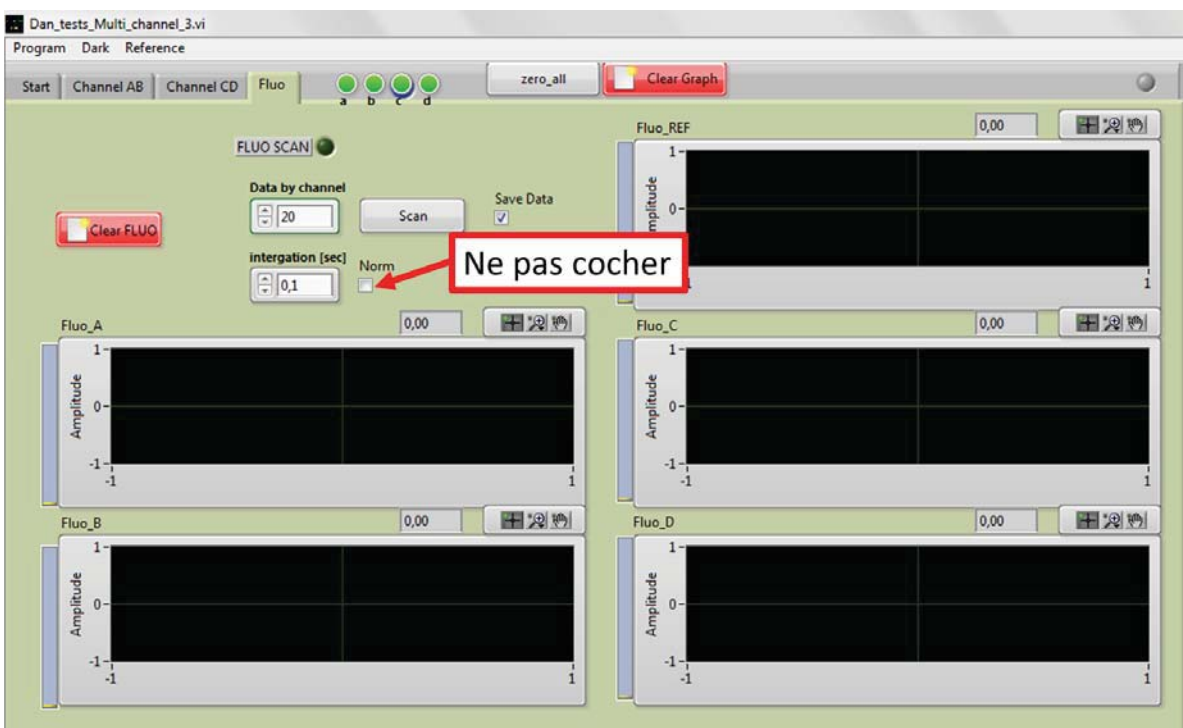 Dan_tests_Multi_channel_3.vi
Program Dark Reference
Start Channel AB Channel CD Fluo
a b c d
zero_all
Clear Graph
FLUO SCAN
Data by channel
20
Scan
Save Data
Clear FLUO
intergation [sec]
0,1
Norm
Ne pas cocher
Fluo_REF
0,00
1
0
mplitude
1
Fluo_A
0,00
1
0
-1
Amplitude
-1 1
Fluo_C
0,00
1
0
-1
Amplitude
-1 1
Fluo_B
0,00
1
0
-1
Amplitude
-1 1
Fluo_D
0,00
1
0
-1
Amplitude
-1 1